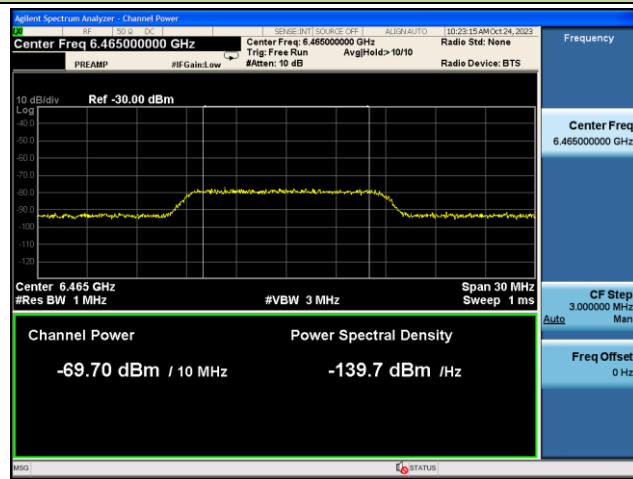 Agilent Spectrum Analyzer - Channel Power
RF 50 Ω DC SENSE:INT SOURCE OFF ALIGN AUTO 10:23:15 AM Oct 24, 2023
Center Freq 6.465000000 GHz
Center Freq: 6.465000000 GHz
Radio Std: None
Trig: Free Run Avg|Hold:> 10/10
PREAMP #IFGain:Low #Atten: 10 dB Radio Device: BTS
10 dB/div Ref -30.00 dBm
Log
-40.0
-50.0
-60.0
-70.0
-80.0
-90.0
-100
-110
-120
Center 6.465 GHz Span 30 MHz
#Res BW 1 MHz #VBW 3 MHz Sweep 1 ms
Channel Power Power Spectral Density
-69.70 dBm / 10 MHz -139.7 dBm /Hz
MSG STATUS
Frequency
Center Freq
6.465000000 GHz
CF Step
3.000000 MHz
Auto Man
Freq Offset
0 Hz